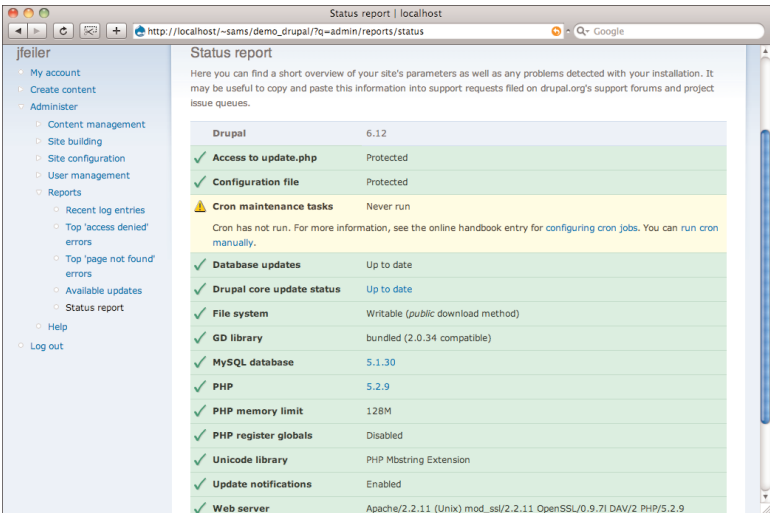 Status report | localhost
http://localhost/~sams/demo_drupal/?q=admin/reports/status
Google
jfeiler
My account
Create content
Administer
Content management
Site building
Site configuration
User management
Reports
Recent log entries
Top 'access denied'
errors
Top 'page not found'
errors
Available updates
Status report
Help
Log out
Status report
Here you can find a short overview of your site's parameters as well as any problems detected with your installation. It
may be useful to copy and paste this information into support requests filed on drupal.org's support forums and project
issue queues.
Drupal 6.12
Access to update.php Protected
Configuration file Protected
Cron maintenance tasks Never run
Cron has not run. For more information, see the online handbook entry for configuring cron jobs. You can run cron
manually.
Database updates Up to date
Drupal core update status Up to date
File system Writable (public download method)
GD library bundled (2.0.34 compatible)
MySQL database 5.1.30
PHP 5.2.9
PHP memory limit 128M
PHP register globals Disabled
Unicode library PHP Mbstring Extension
Update notifications Enabled
Web server Apache/2.2.11 (Unix) mod_ssl/2.2.11 OpenSSL/0.9.7l DAV/2 PHP/5.2.9